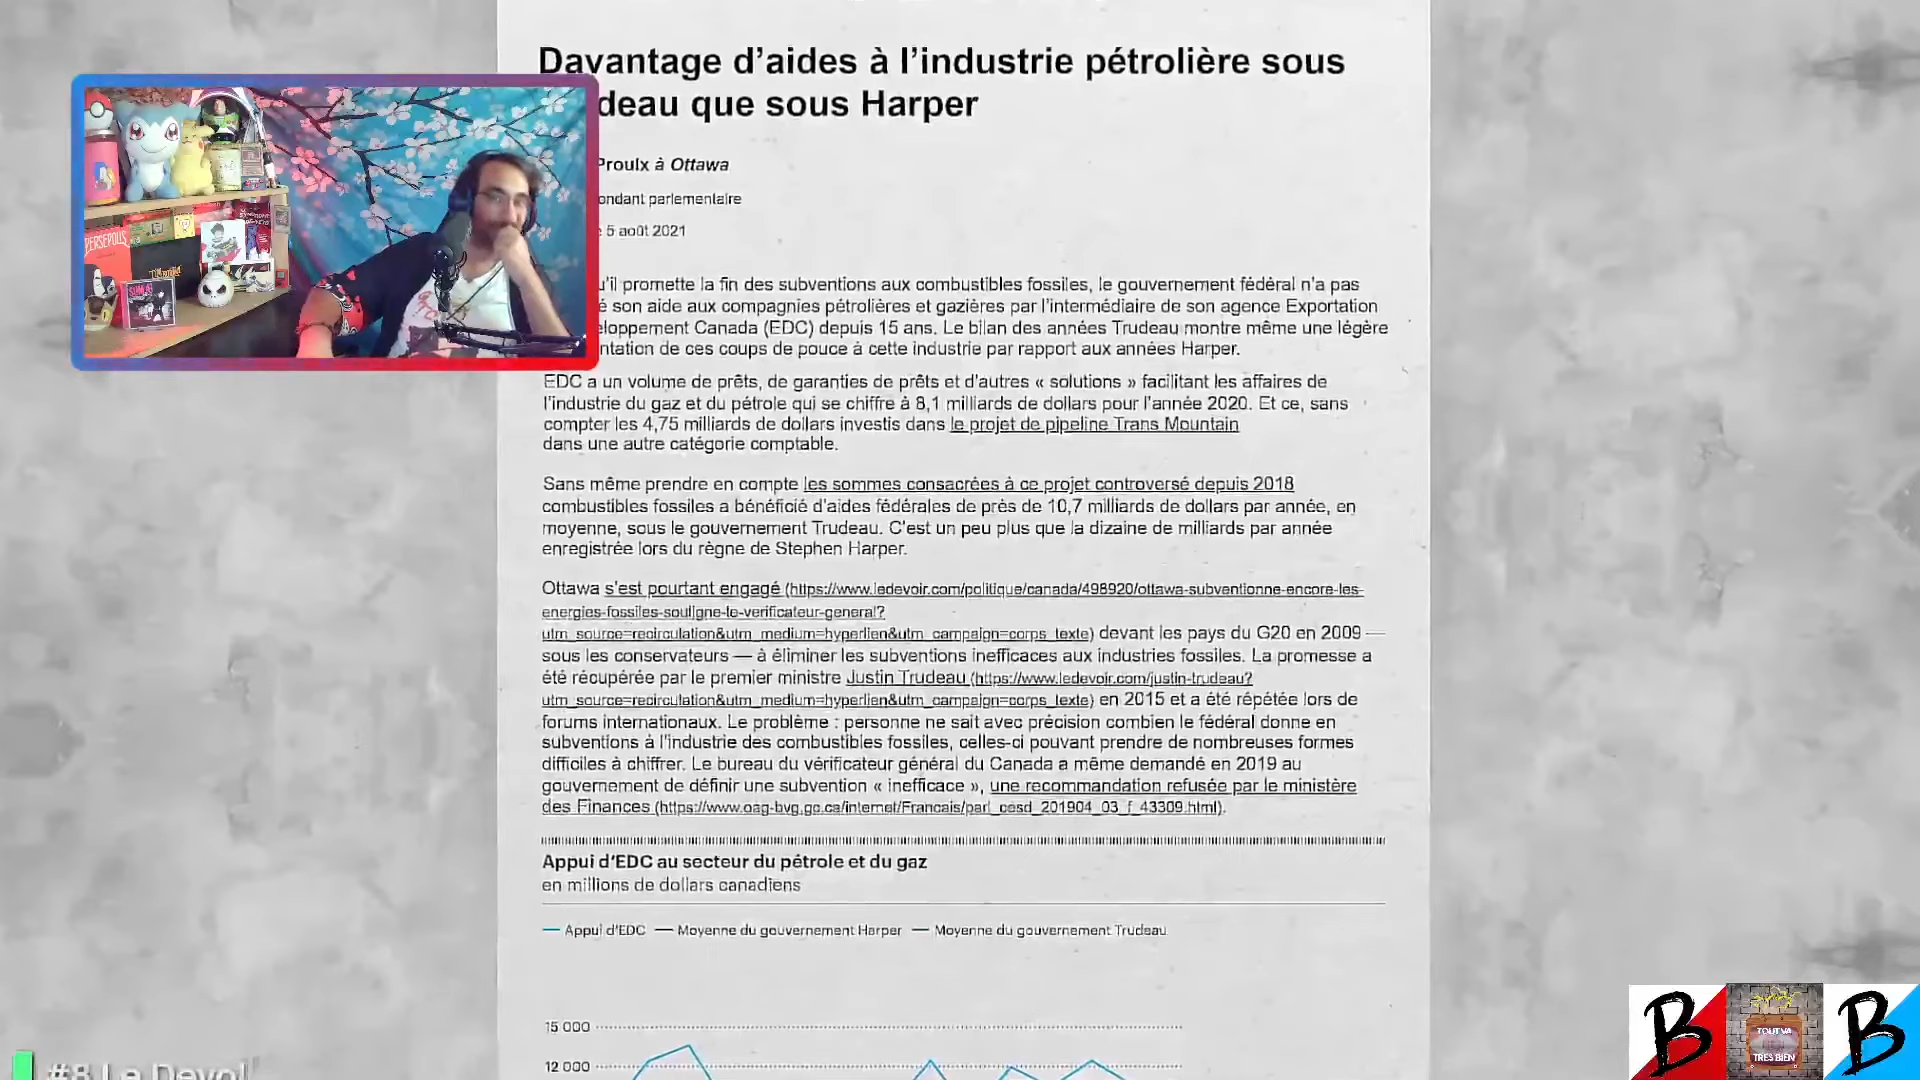 Davantage d'aides à l'industrie pétrolière sous
deau que sous Harper
Proulx à Ottawa
ondant parlementaire
5 août 2021
u'il promette la fin des subventions aux combustibles fossiles, le gouvernement fédéral n'a pas
é son aide aux compagnies pétrolières et gazières par l'intermédiaire de son agence Exportation
eloppement Canada (EDC) depuis 15 ans. Le bilan des années Trudeau montre même une légère
ntation de ces coups de pouce à cette industrie par rapport aux années Harper.
EDC a un volume de prêts, de garanties de prêts et d'autres « solutions » facilitant les affaires de
l'industrie du gaz et du pétrole qui se chiffre à 8,1 milliards de dollars pour l'année 2020. Et ce, sans
compter les 4,75 milliards de dollars investis dans le projet de pipeline Trans Mountain
dans une autre catégorie comptable.
Sans même prendre en compte les sommes consacrées à ce projet controversé depuis 2018
combustibles fossiles a bénéficié d'aides fédérales de près de 10,7 milliards de dollars par année, en
moyenne, sous le gouvernement Trudeau. C'est un peu plus que la dizaine de milliards par année
enregistrée lors du règne de Stephen Harper.
Ottawa s'est pourtant engagé (https://www.ledevoir.com/politique/canada/498920/ottawa-subventionne-encore-les-
energies-fossiles-souligne-le-verificateur-general?
utm_source=recirculation&utm_medium=hyperlien&utm_campaign=corps_texte) devant les pays du G20 en 2009 —
sous les conservateurs — à éliminer les subventions inefficaces aux industries fossiles. La promesse a
été récupérée par le premier ministre Justin Trudeau (https://www.ledevoir.com/justin-trudeau?
utm_source=recirculation&utm_medium=hyperlien&utm_campaign=corps_texte) en 2015 et a été répétée lors de
forums internationaux. Le problème : personne ne sait avec précision combien le fédéral donne en
subventions à l'industrie des combustibles fossiles, celles-ci pouvant prendre de nombreuses formes
difficiles à chiffrer. Le bureau du vérificateur général du Canada a même demandé en 2019 au
gouvernement de définir une subvention « inefficace », une recommandation refusée par le ministère
des Finances (https://www.oag-bvg.gc.ca/internet/Francais/parl_cesd_201904_03_f_43309.html).
Appui d'EDC au secteur du pétrole et du gaz
en millions de dollars canadiens
Appui d'EDC Moyenne du gouvernement Harper Moyenne du gouvernement Trudeau
15 000
12 000
PERSEPOLIS
#8 Le Devoi
B
TOUT VA
TRES BIEN
B